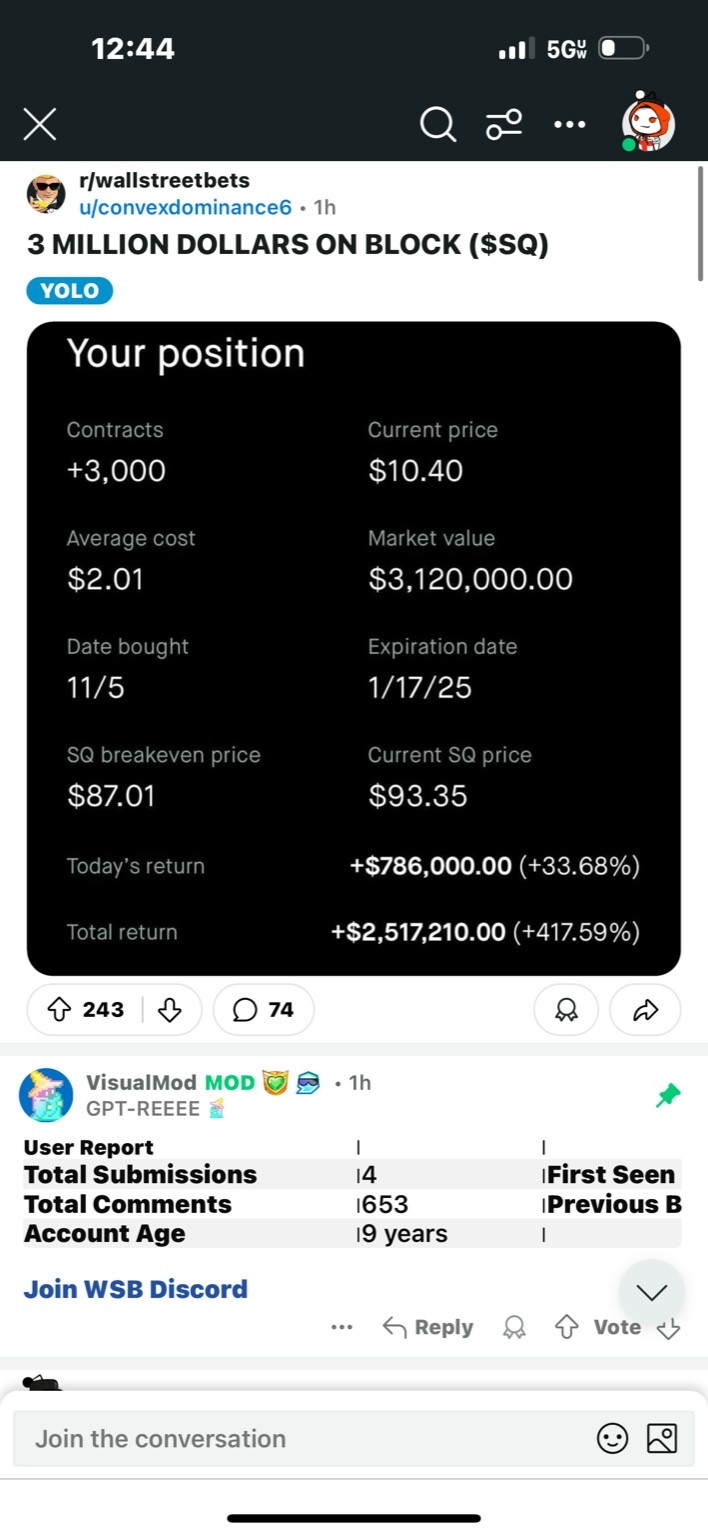 12:44
5GUW
r/wallstreetbets
u/convexdominance6 • 1h
3 MILLION DOLLARS ON BLOCK ($SQ)
YOLO
Your position
Contracts
Current price
+3,000
$10.40
Average cost
Market value
$2.01
$3,120,000.00
Date bought
Expiration date
11/5
1/17/25
SQ breakeven price
Current SQ price
$87.01
$93.35
Today's return
+$786,000.00 (+33.68%)
Total return
+$2,517,210.00 (+417.59%)
243
74
VisualMod MOD • 1h
GPT-REEEE
User Report | |
Total Submissions |4 |First Seen
Total Comments |653 |Previous B
Account Age |9 years |
Join WSB Discord
Reply
Vote
Join the conversation